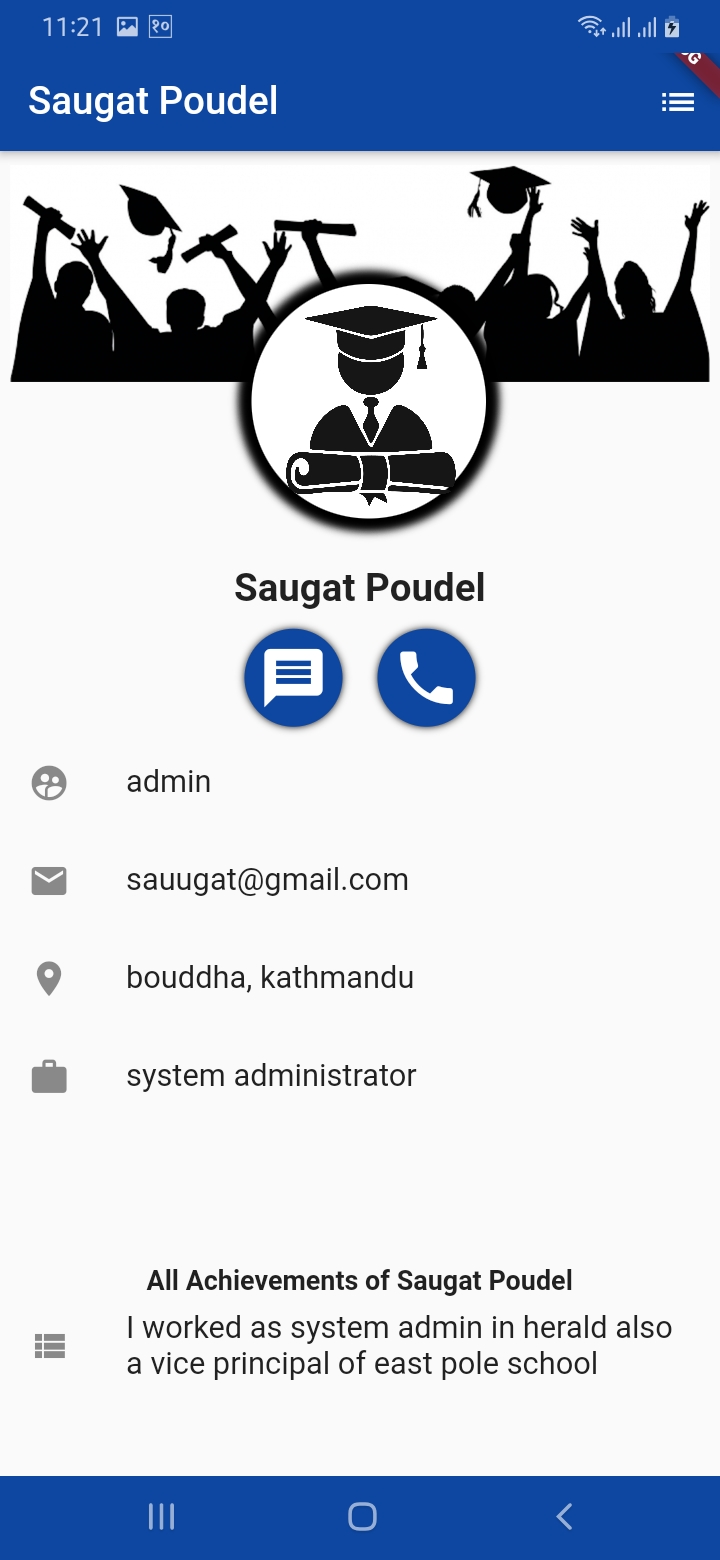 11:21 १०
Saugat Poudel
Saugat Poudel
admin
sauugat@gmail.com
bouddha, kathmandu
system administrator
All Achievements of Saugat Poudel
I worked as system admin in herald also
a vice principal of east pole school